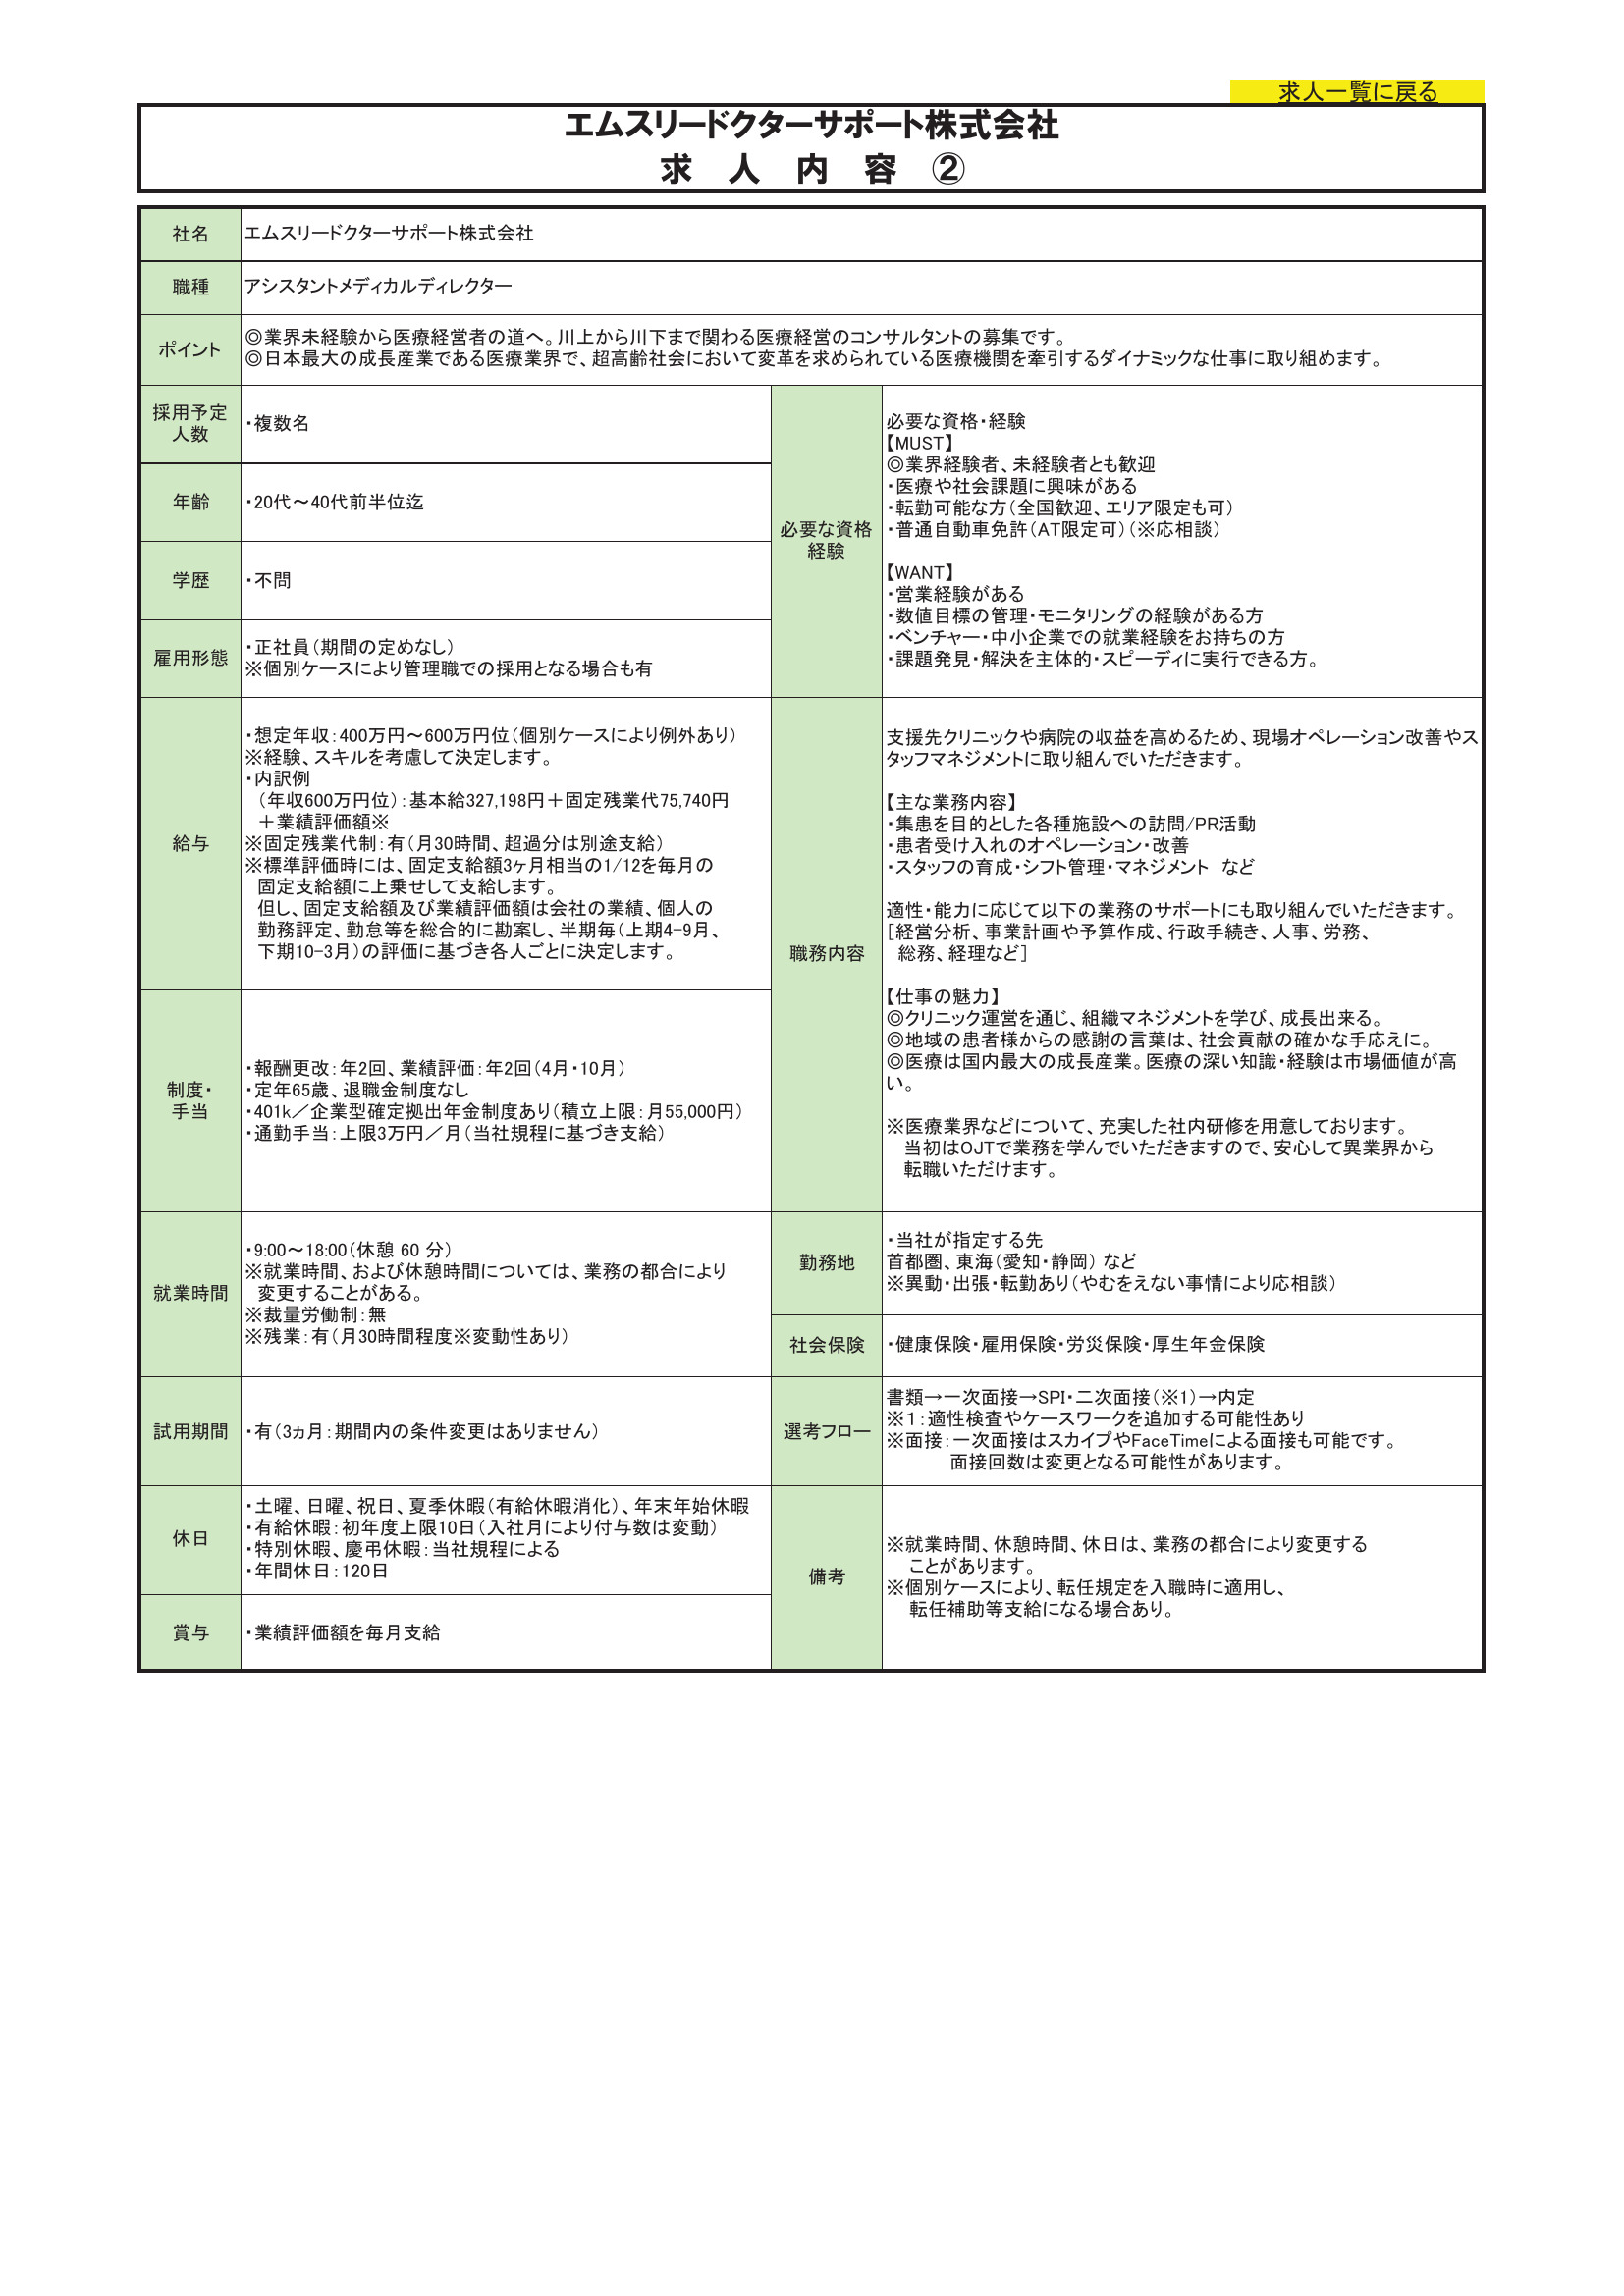 求人一覧に戻る
エムスリードクターサポート株式会社
求　人　内　容　②
社名
エムスリードクターサポート株式会社
職種
アシスタントメディカルディレクター
ポイント
◎業界未経験から医療経営者の道へ。川上から川下まで関わる医療経営のコンサルタントの募集です。
◎日本最大の成長産業である医療業界で、超高齢社会において変革を求められている医療機関を牽引するダイナミックな仕事に取り組めます。
採用予定
人数
・複数名
年齢
・20代～40代前半位迄
学歴
・不問
雇用形態
・正社員（期間の定めなし）
※個別ケースにより管理職での採用となる場合も有
必要な資格
経験
必要な資格・経験
【MUST】
◎業界経験者、未経験者とも歓迎
・医療や社会課題に興味がある
・転勤可能な方（全国歓迎、エリア限定も可）
・普通自動車免許（AT限定可）（※応相談）
【WANT】
・営業経験がある
・数値目標の管理・モニタリングの経験がある方
・ベンチャー・中小企業での就業経験をお持ちの方
・課題発見・解決を主体的・スピーディに実行できる方。
給与
・想定年収：400万円～600万円位（個別ケースにより例外あり）
※経験、スキルを考慮して決定します。
・内訳例
（年収600万円位）：基本給327,198円＋固定残業代75,740円
＋業績評価額※
※固定残業代制：有（月30時間、超過分は別途支給）
※標準評価時には、固定支給額3ヶ月相当の1/12を毎月の
固定支給額に上乗せして支給します。
但し、固定支給額及び業績評価額は会社の業績、個人の
勤務評定、勤怠等を総合的に勘案し、半期毎（上期4-9月、
下期10-3月）の評価に基づき各人ごとに決定します。
制度・
手当
・報酬更改：年2回、業績評価：年2回（4月・10月）
・定年65歳、退職金制度なし
・401k／企業型確定拠出年金制度あり（積立上限：月55,000円）
・通勤手当：上限3万円／月（当社規程に基づき支給）
職務内容
支援先クリニックや病院の収益を高めるため、現場オペレーション改善やス
タッフマネジメントに取り組んでいただきます。
【主な業務内容】
・集患を目的とした各種施設への訪問/PR活動
・患者受け入れのオペレーション・改善
・スタッフの育成・シフト管理・マネジメント　など
適性・能力に応じて以下の業務のサポートにも取り組んでいただきます。
［経営分析、事業計画や予算作成、行政手続き、人事、労務、
総務、経理など］
【仕事の魅力】
◎クリニック運営を通じ、組織マネジメントを学び、成長出来る。
◎地域の患者様からの感謝の言葉は、社会貢献の確かな手応えに。
◎医療は国内最大の成長産業。医療の深い知識・経験は市場価値が高
い。
※医療業界などについて、充実した社内研修を用意しております。
当初はOJTで業務を学んでいただきますので、安心して異業界から
転職いただけます。
就業時間
・9:00～18:00（休憩 60 分）
※就業時間、および休憩時間については、業務の都合により
変更することがある。
※裁量労働制：無
※残業：有（月30時間程度※変動性あり）
勤務地
・当社が指定する先
首都圏、東海（愛知・静岡） など
※異動・出張・転勤あり（やむをえない事情により応相談）
社会保険
・健康保険・雇用保険・労災保険・厚生年金保険
試用期間
・有（3ヵ月：期間内の条件変更はありません）
選考フロー
書類→一次面接→SPI・二次面接（※1）→内定
※１：適性検査やケースワークを追加する可能性あり
※面接：一次面接はスカイプやFaceTimeによる面接も可能です。
面接回数は変更となる可能性があります。
休日
・土曜、日曜、祝日、夏季休暇（有給休暇消化）、年末年始休暇
・有給休暇：初年度上限10日（入社月により付与数は変動）
・特別休暇、慶弔休暇：当社規程による
・年間休日：120日
賞与
・業績評価額を毎月支給
備考
※就業時間、休憩時間、休日は、業務の都合により変更する
ことがあります。
※個別ケースにより、転任規定を入職時に適用し、
転任補助等支給になる場合あり。